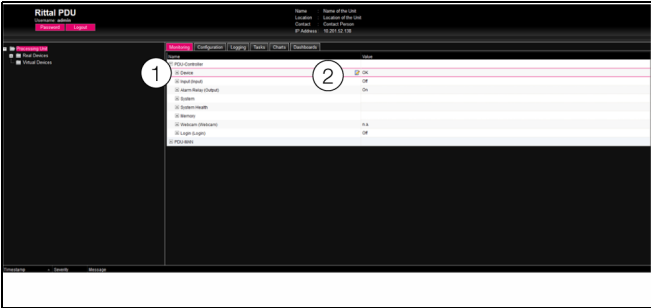 Rittal PDU
Username admin
Password Logout
Name Name of the Unit
Location Location of the Unit
Contact Contact Person
IP Address 10.201.52.138
Processing Unit
Real Devices
Virtual Devices
Monitoring Configuration Logging Tasks Charts Dashboards
Name Value
PDU-Controller
Device OK
Input (Input) Off
Alarm Relay (Output) On
System
System Health
Memory
Webcam (Webcam) n.a.
Login (Login) Off
PDU-MAN
1
2
Timestamp Severity Message